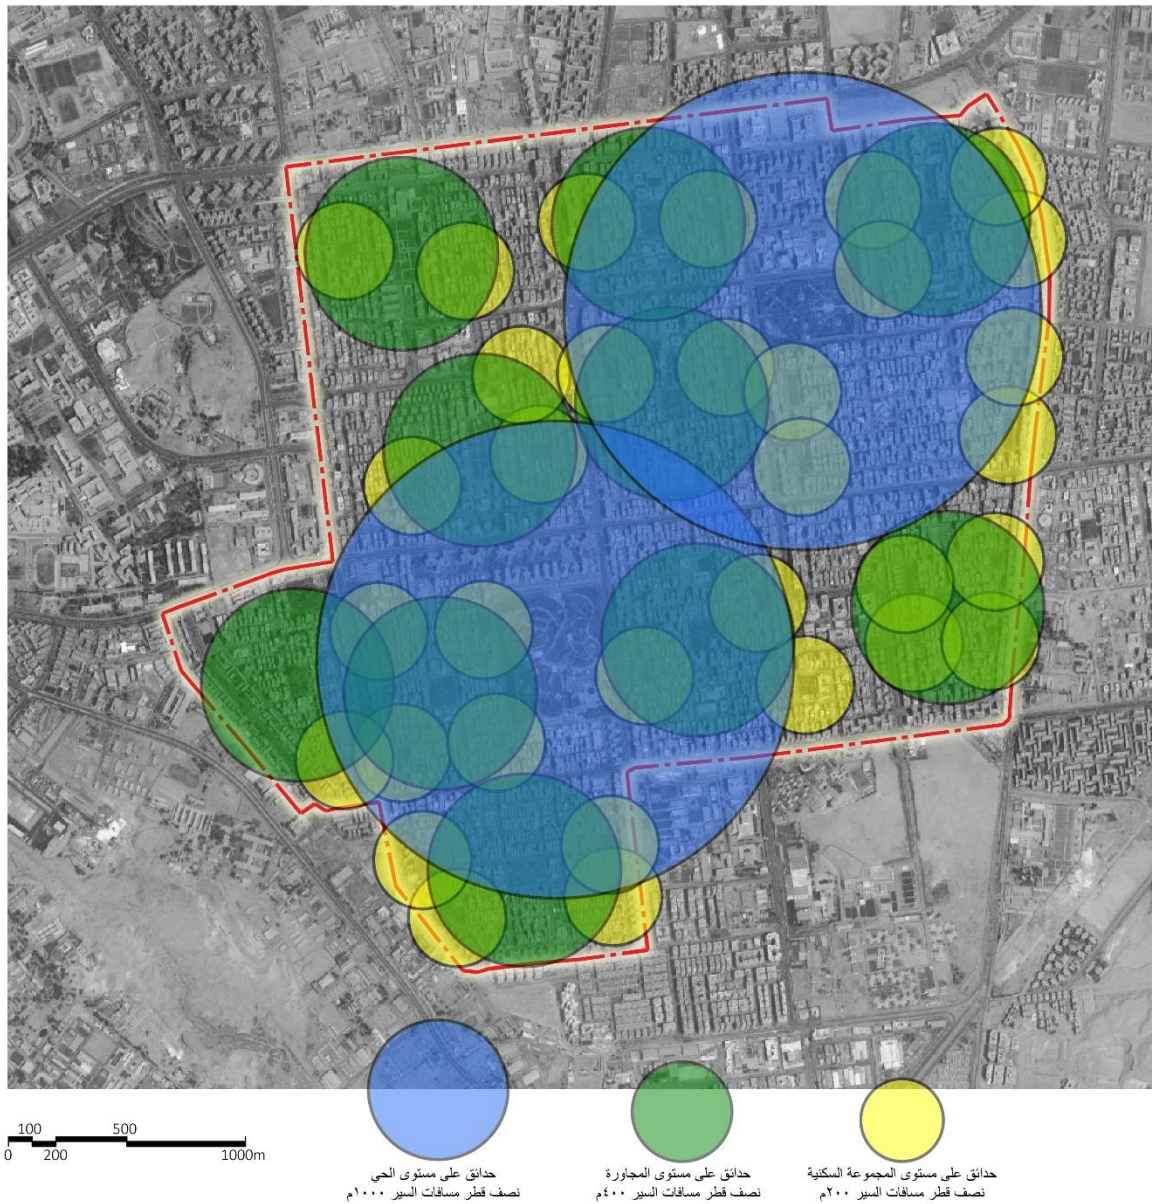 100
500
0
200
1000m
حدائق على مستوى الحي
نصف قطر مسافات السير ١٠٠٠م
حدائق على مستوى المجاورة
نصف قطر مسافات السير ٤٠٠م
حدائق على مستوى المجموعة السكنية
نصف قطر مسافات السير ٢٠٠م